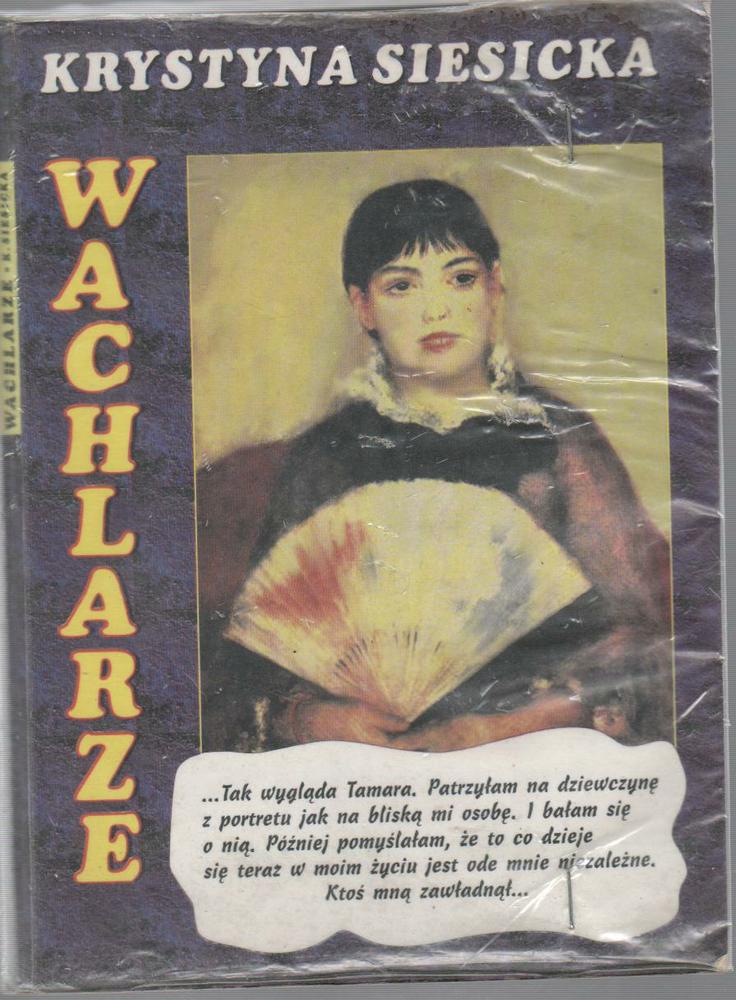 KRYSTYNA SIESICKA
WACHLARZE
WACHLARZE • K. SIESICKA
...Tak wygląda Tamara. Patrzyłam na dziewczynę
z portretu jak na bliską mi osobę. I bałam się
o nią. Później pomyślałam, że to co dzieje
się teraz w moim życiu jest ode mnie niezależne.
Ktoś mną zawładnął...